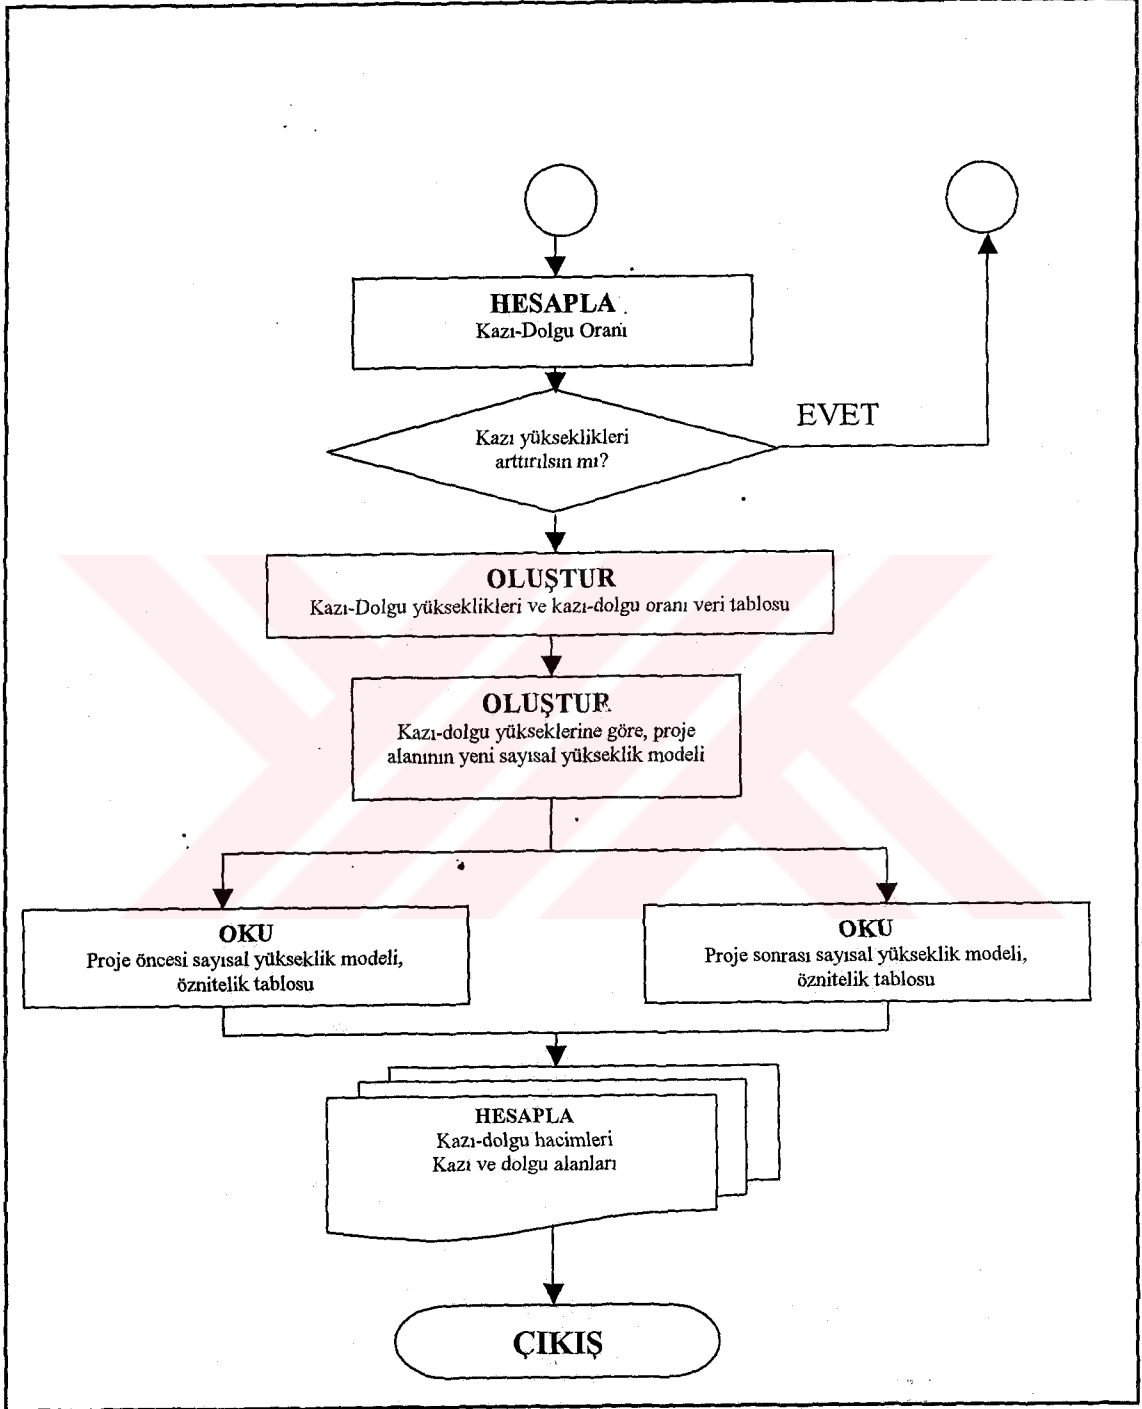 HESAPLA
Kazı-Dolgu Oranı
EVET
Kazı yükseklikleri
arttırılsın mı?
OLUŞTUR
Kazı-Dolgu yükseklikleri ve kazı-dolgu oranı veri tablosu
OLUŞTUR
Kazı-dolgu yükseklerine göre, proje
alanının yeni sayısal yükseklik modeli
OKU
Proje öncesi sayısal yükseklik modeli,
öznitelik tablosu
OKU
Proje sonrası sayısal yükseklik modeli,
öznitelik tablosu
HESAPLA
Kazı-dolgu hacimleri
Kazı ve dolgu alanları
ÇIKIŞ